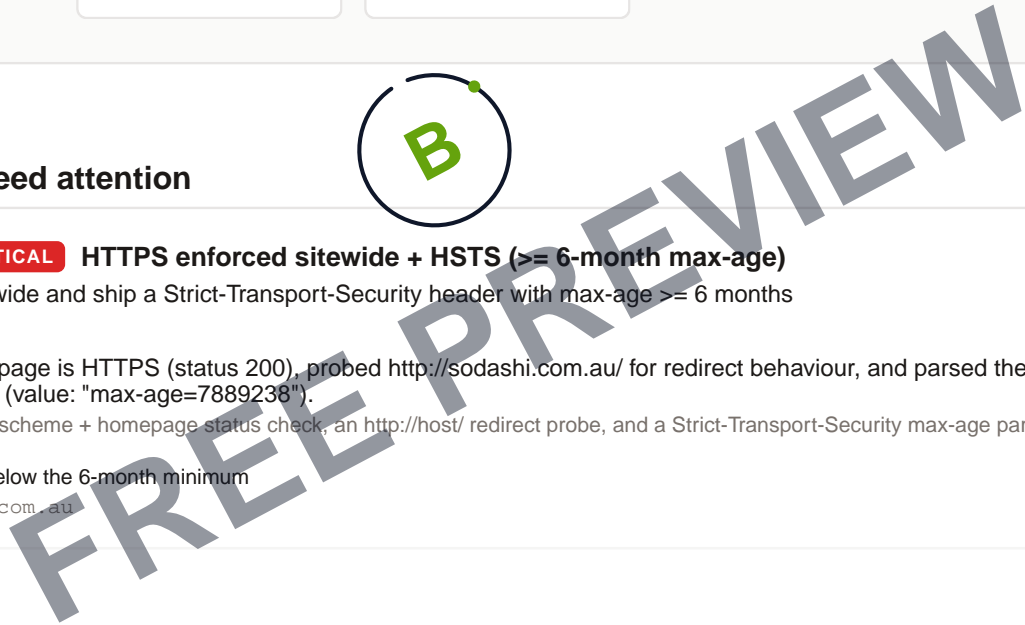 B
eed attention
TICAL HTTPS enforced sitewide + HSTS (>= 6-month max-age)
wide and ship a Strict-Transport-Security header with max-age >= 6 months
page is HTTPS (status 200), probed http://sodashi.com.au/ for redirect behaviour, and parsed the
(value: "max-age=7889238").
scheme + homepage status check, an http://host/ redirect probe, and a Strict-Transport-Security max-age par
elow the 6-month minimum
com.au
FREE PREVIEW